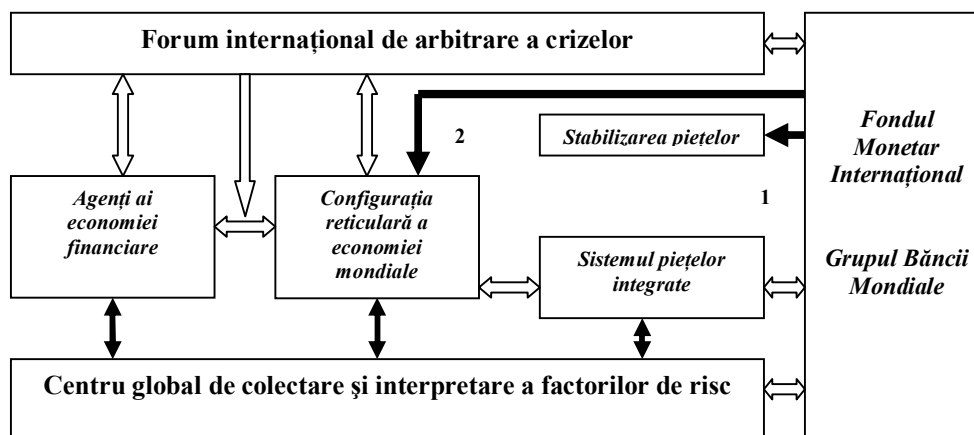 Forum internațional de arbitrare a crizelor
2
Stabilizarea piețelor
Fondul
Monetar
Internațional
1
Agenți ai
economiei
financiare
Configurația
reticulară a
economiei
mondiale
Sistemul piețelor
integrate
Grupul Băncii
Mondiale
Centru global de colectare şi interpretare a factorilor de risc